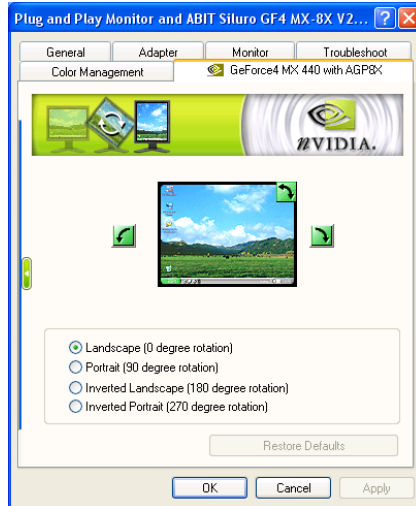 Plug and Play Monitor and ABIT Siluro GF4 MX-8X V2...
General Adapter Monitor Troubleshoot
Color Management GeForce4 MX 440 with AGP8X
nVIDIA.
Landscape (0 degree rotation)
Portrait (90 degree rotation)
Inverted Landscape (180 degree rotation)
Inverted Portrait (270 degree rotation)
Restore Defaults
OK Cancel Apply